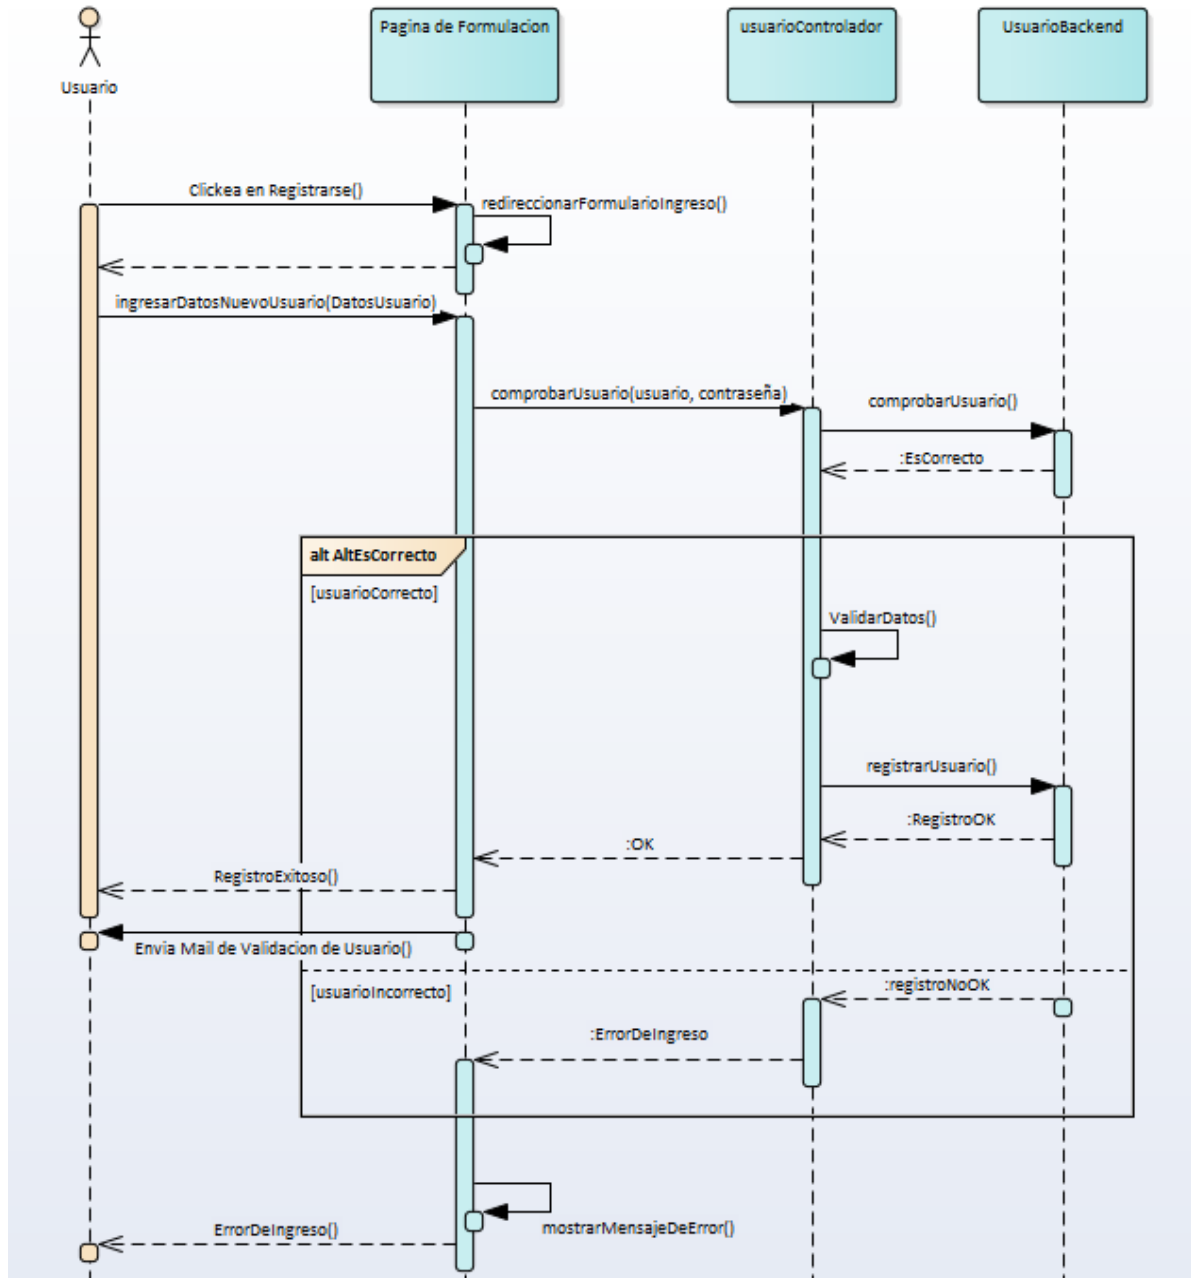 Pagina de Formulacion
usuarioControlador
UsuarioBackend
Usuario
Clickea en Registrarse()
redireccionarFormularioIngreso()
ingresarDatosNuevoUsuario(DatosUsuario)
comprobarUsuario(usuario, contraseña)
comprobarUsuario()
:EsCorrecto
alt AltEsCorrecto
[usuarioCorrecto]
ValidarDatos()
registrarUsuario()
:RegistroOK
:OK
RegistroExitoso()
Envia Mail de Validacion de Usuario()
[usuarioIncorrecto]
:registroNoOK
:ErrorDeIngreso
mostrarMensajeDeError()
ErrorDeIngreso()